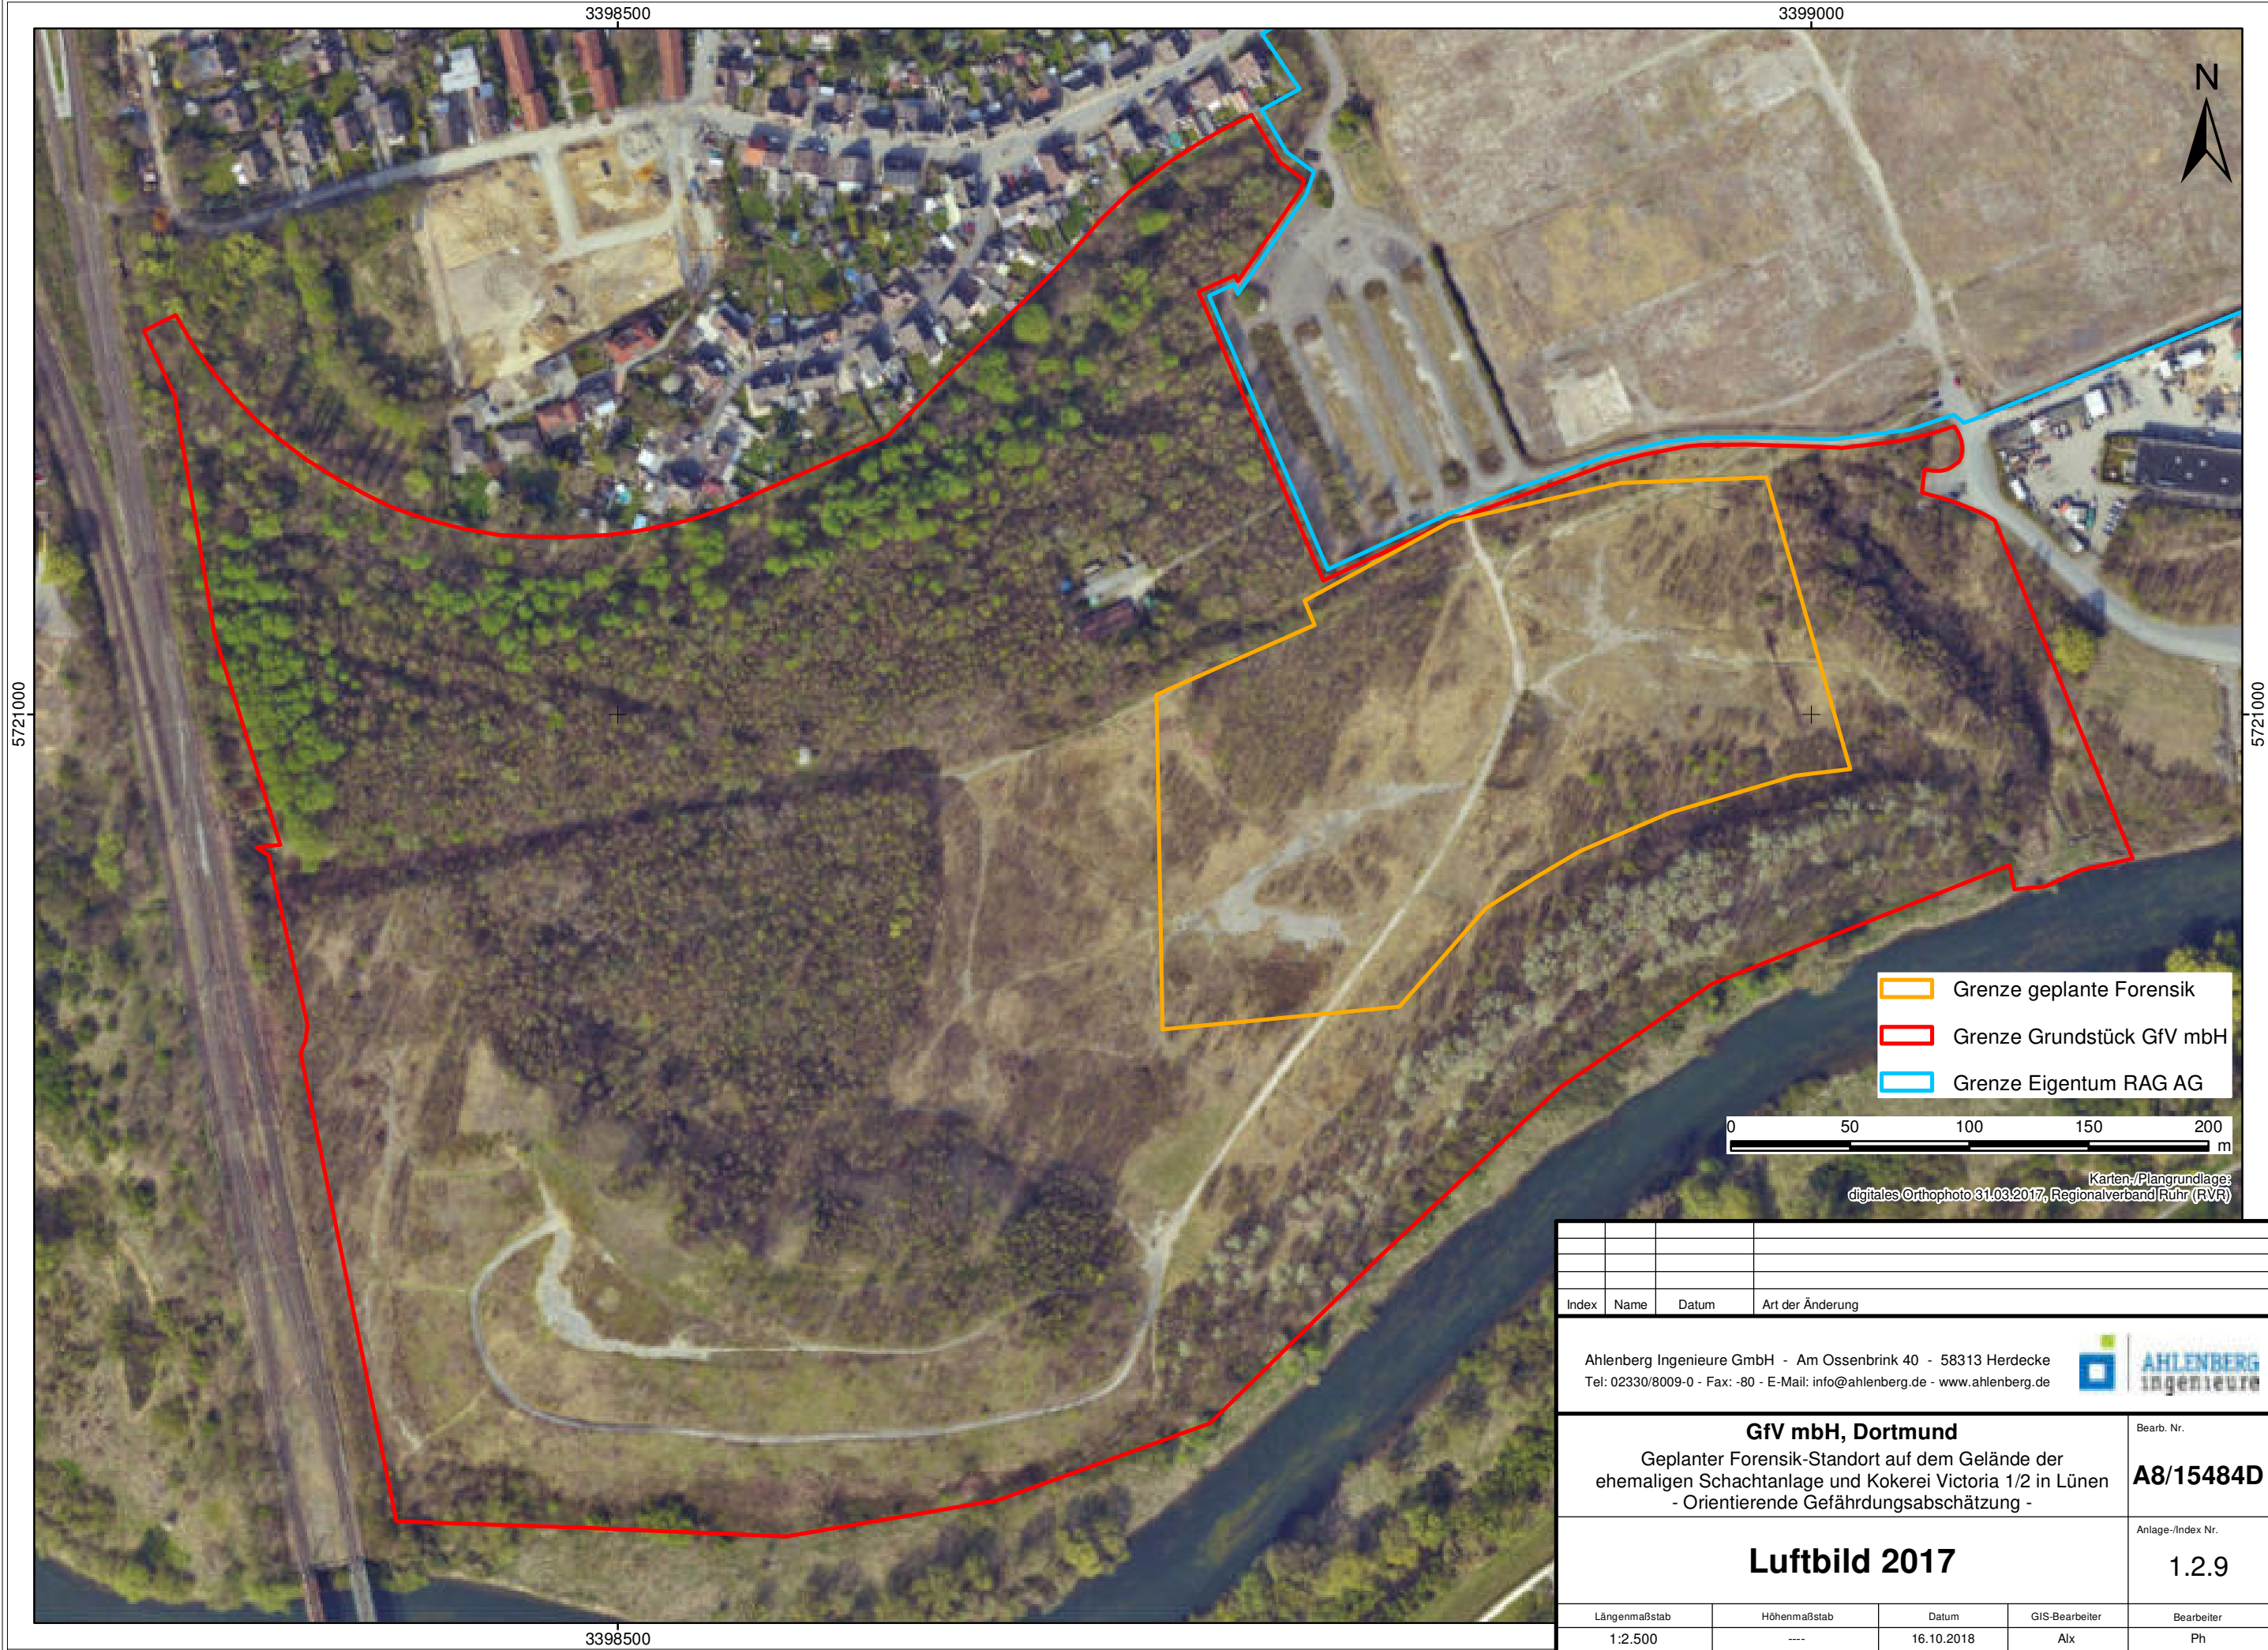 3398500
3399000
N
5721000
5721000
Grenze geplante Forensik
Grenze Grundstück GfV mbH
Grenze Eigentum RAG AG
0 50 100 150 200
m
Karten-/Plangrundlage:
digitales Orthophoto 31.03.2017, Regionalverband Ruhr (RVR)
Index Name Datum Art der Änderung
Ahlenberg Ingenieure GmbH - Am Ossenbrink 40 - 58313 Herdecke
Tel: 02330/8009-0 - Fax: -80 - E-Mail: info@ahlenberg.de - www.ahlenberg.de
AHLENBERG
ingenieure
GfV mbH, Dortmund
Geplanter Forensik-Standort auf dem Gelände der
ehemaligen Schachtanlage und Kokerei Victoria 1/2 in Lünen
- Orientierende Gefährdungsabschätzung -
Bearb. Nr.
A8/15484D
Luftbild 2017
Anlage-/Index Nr.
1.2.9
Längenmaßstab Höhenmaßstab Datum GIS-Bearbeiter Bearbeiter
1:2.500 ---- 16.10.2018 Alx Ph
3398500